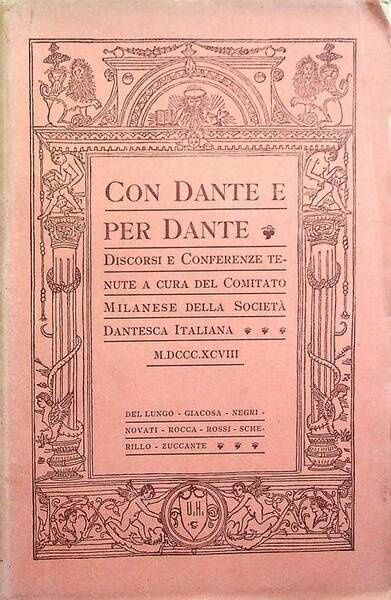 CON DANTE E
PER DANTE
DISCORSI E CONFERENZE TE-
NUTE A CURA DEL COMITATO
MILANESE DELLA SOCIETÀ
DANTESCA ITALIANA
M.DCCC.XCVIII
DEL LUNGO - GIACOSA - NEGRI -
NOVATI - ROCCA - ROSSI - SCHE-
RILLO - ZUCCANTE
U.H.